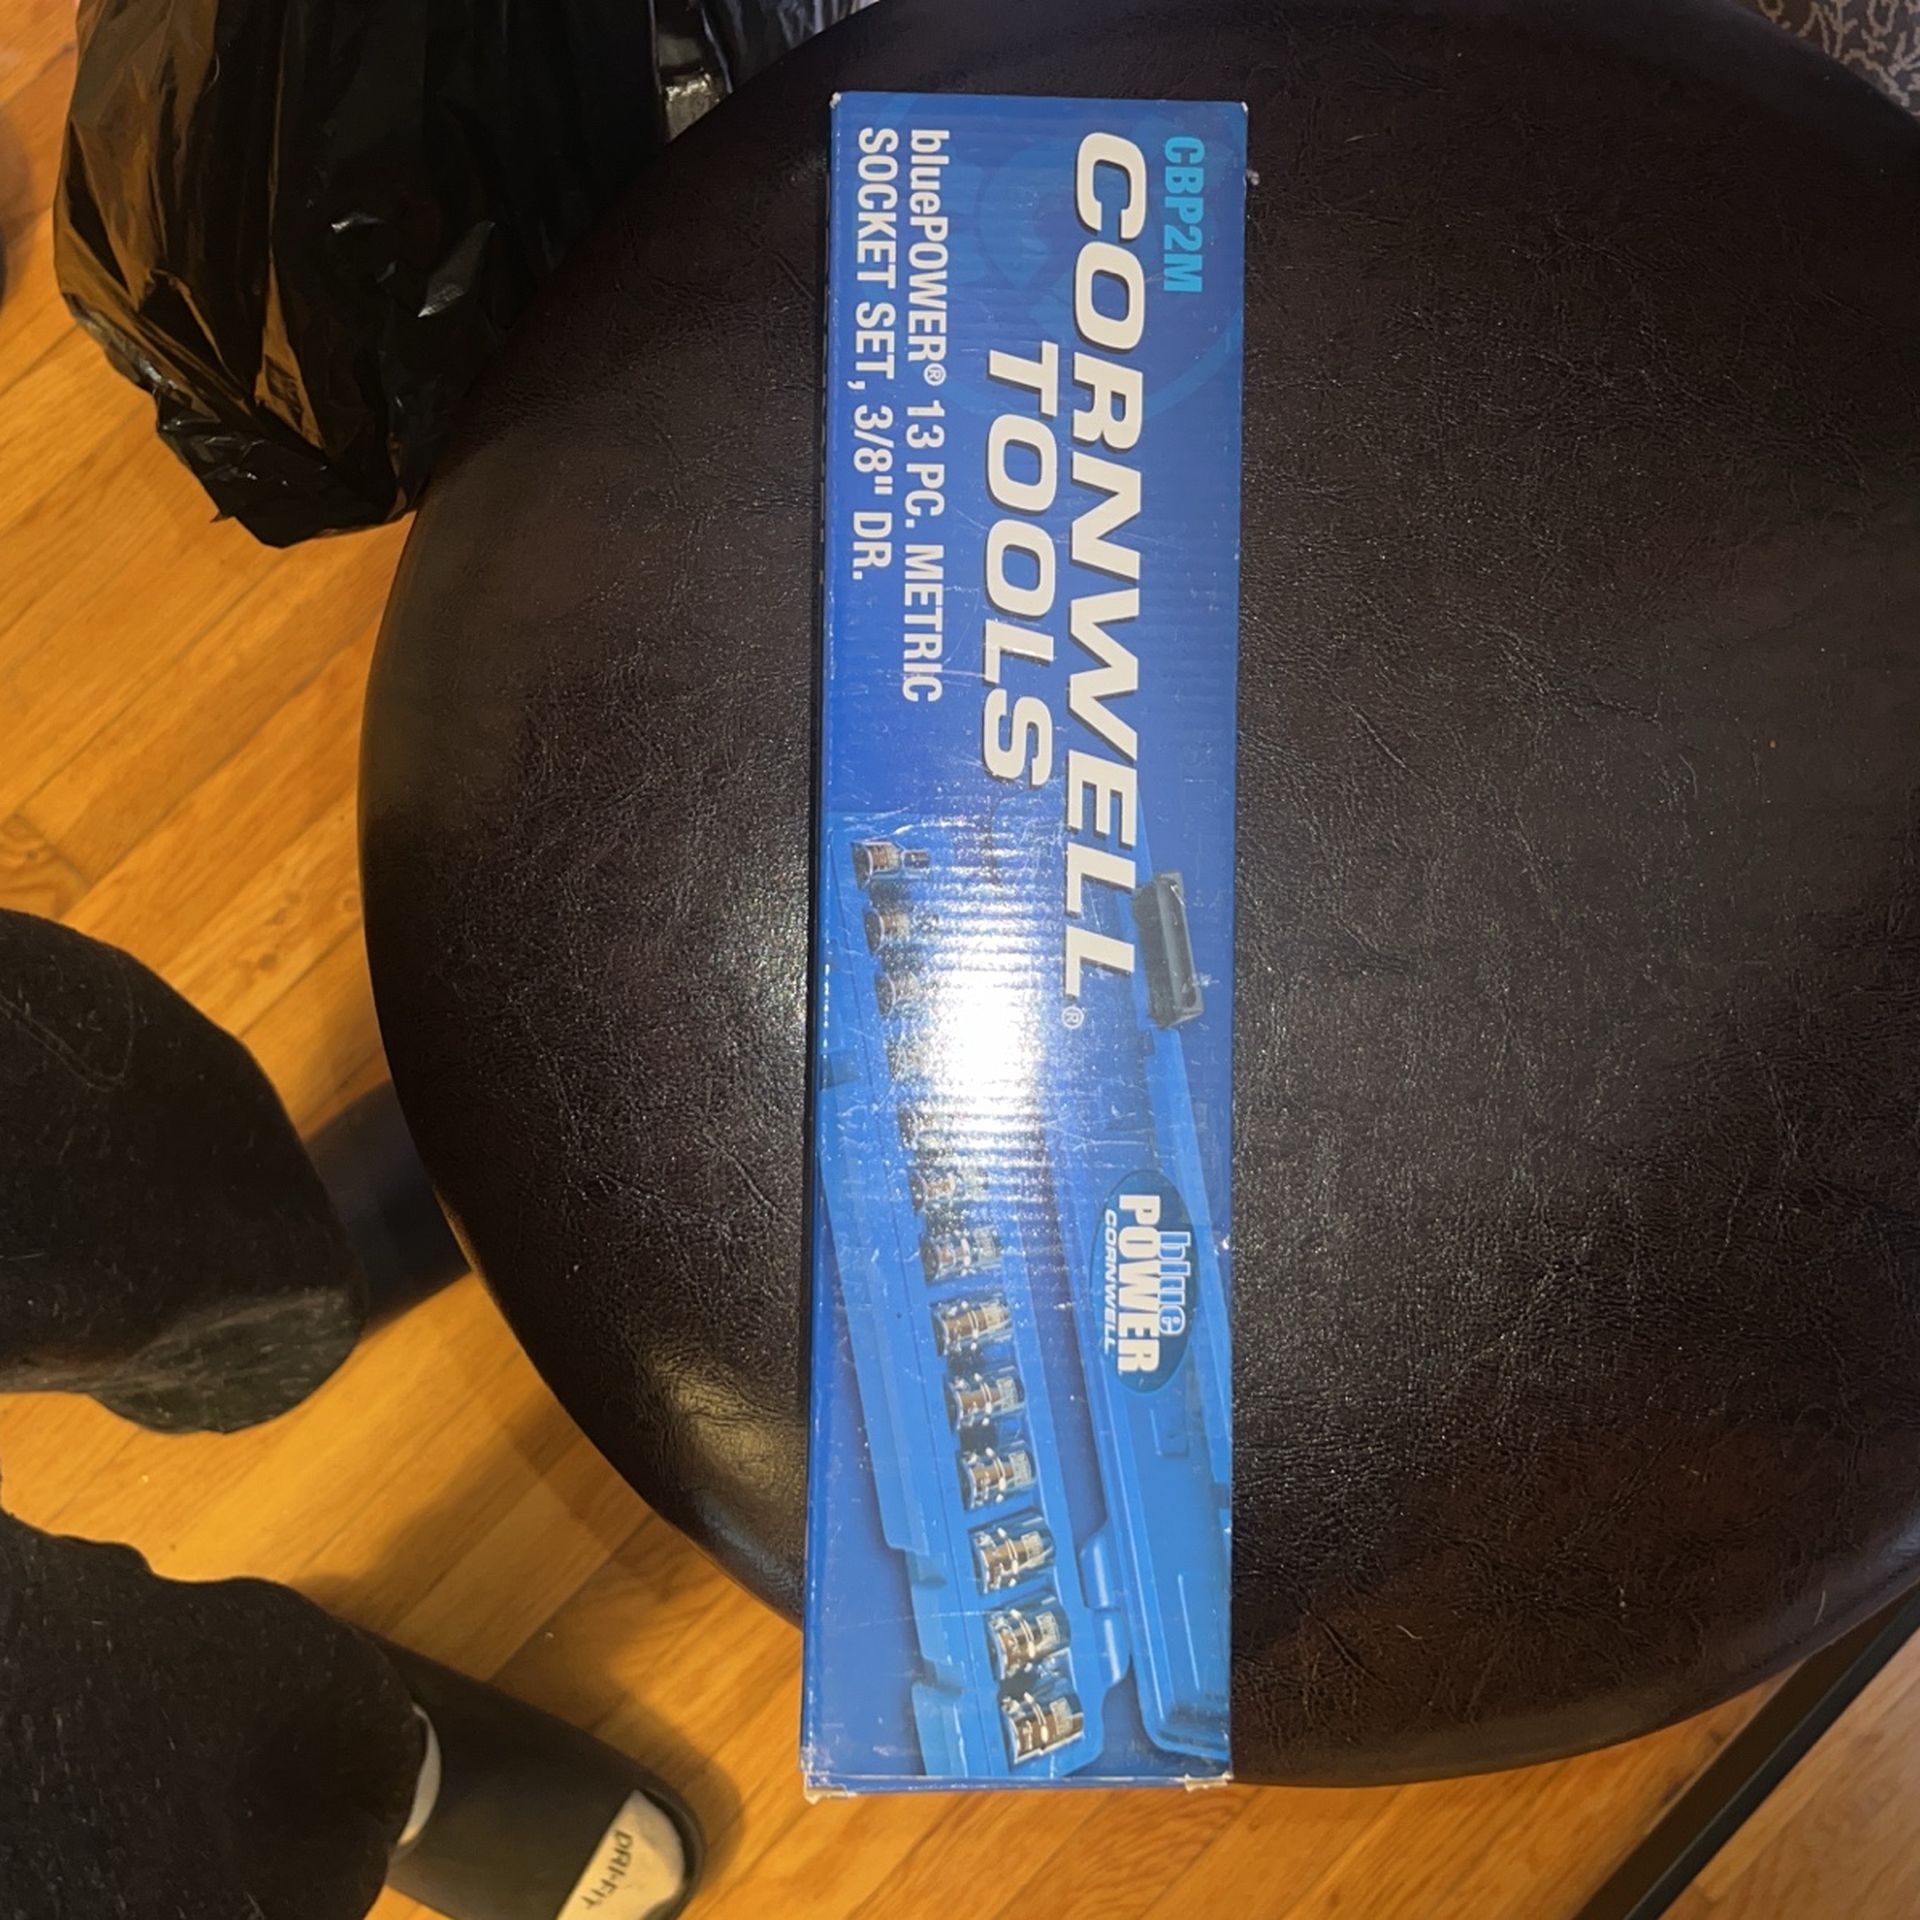 CBP2M
CORNWELL®
TOOLS
bluePOWER® 13 PC. METRIC
SOCKET SET, 3/8" DR.
blue
POWER
CORNWELL
DRI-FIT